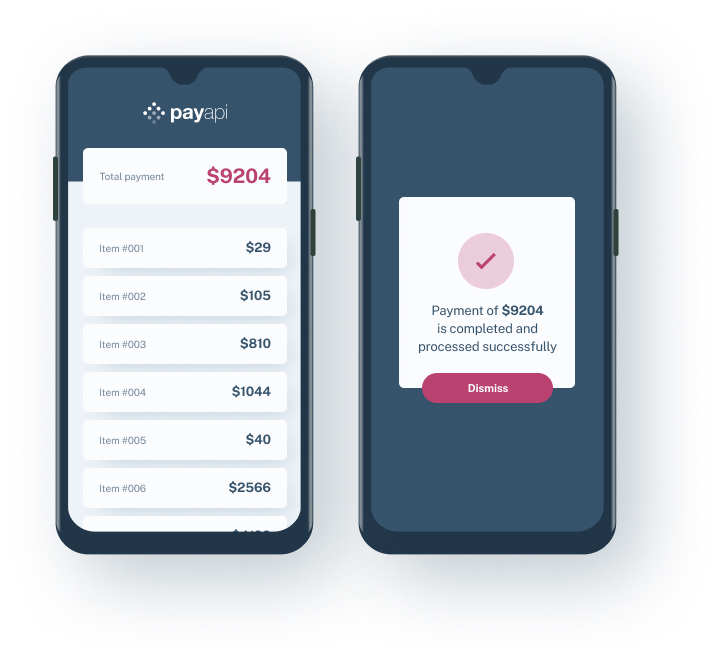 payapi
Total payment $9204
Item #001 $29
Item #002 $105
Item #003 $810
Item #004 $1044
Item #005 $40
Item #006 $2566
Payment of $9204
is completed and
processed successfully
Dismiss